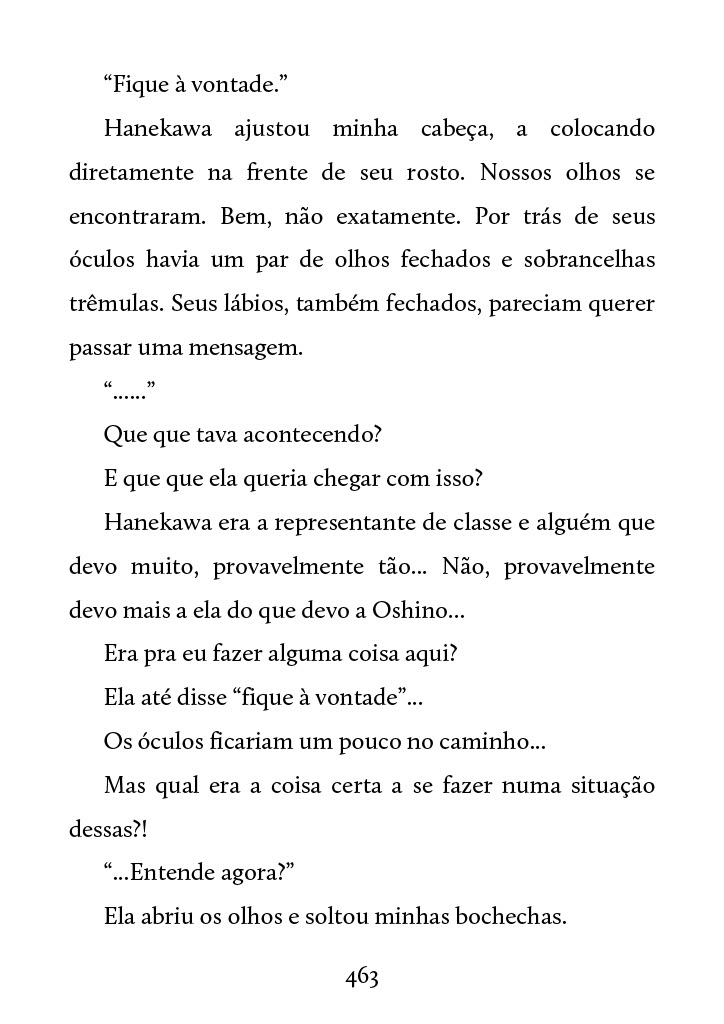 “Fique à vontade.”
Hanekawa ajustou minha cabeça, a colocando
diretamente na frente de seu rosto. Nossos olhos se
encontraram. Bem, não exatamente. Por trás de seus
óculos havia um par de olhos fechados e sobrancelhas
trêmulas. Seus lábios, também fechados, pareciam querer
passar uma mensagem.
“......”
Que que tava acontecendo?
E que que ela queria chegar com isso?
Hanekawa era a representante de classe e alguém que
devo muito, provavelmente tão... Não, provavelmente
devo mais a ela do que devo a Oshino...
Era pra eu fazer alguma coisa aqui?
Ela até disse “fique à vontade”...
Os óculos ficariam um pouco no caminho...
Mas qual era a coisa certa a se fazer numa situação
dessas?!
“...Entende agora?”
Ela abriu os olhos e soltou minhas bochechas.
463